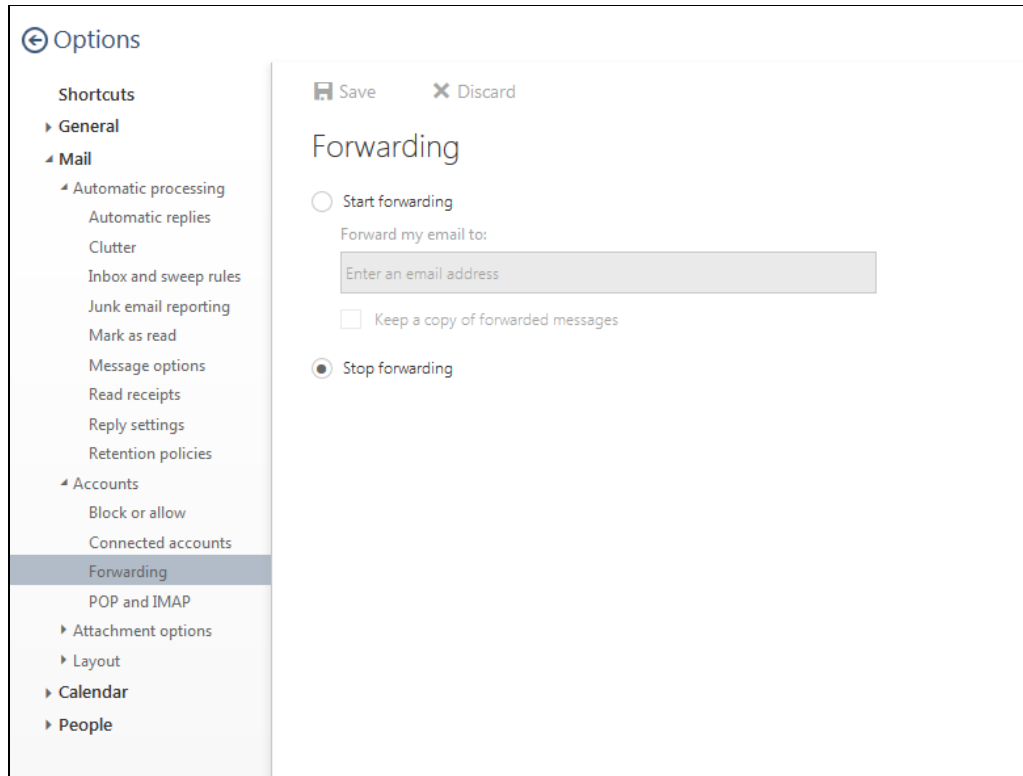 Options
Shortcuts
General
Mail
Automatic processing
Automatic replies
Clutter
Inbox and sweep rules
Junk email reporting
Mark as read
Message options
Read receipts
Reply settings
Retention policies
Accounts
Block or allow
Connected accounts
Forwarding
POP and IMAP
Attachment options
Layout
Calendar
People
Save Discard
Forwarding
Start forwarding
Forward my email to:
Enter an email address
Keep a copy of forwarded messages
Stop forwarding